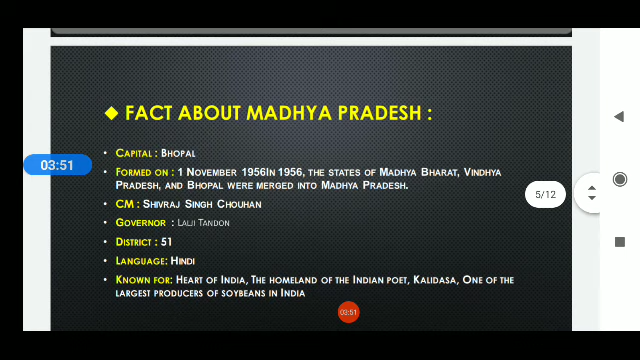 ◆ FACT ABOUT MADHYA PRADESH :
• CAPITAL : BHOPAL
03:51
• FORMED ON : 1 NOVEMBER 1956IN 1956, THE STATES OF MADHYA BHARAT, VINDHYA
PRADESH, AND BHOPAL WERE MERGED INTO MADHYA PRADESH.
5/12
• CM : SHIVRAJ SINGH CHOUHAN
• GOVERNOR : LALJI TANDON
• DISTRICT : 51
• LANGUAGE: HINDI
• KNOWN FOR: HEART OF INDIA, THE HOMELAND OF THE INDIAN POET, KALIDASA, ONE OF THE
LARGEST PRODUCERS OF SOYBEANS IN INDIA
03:51